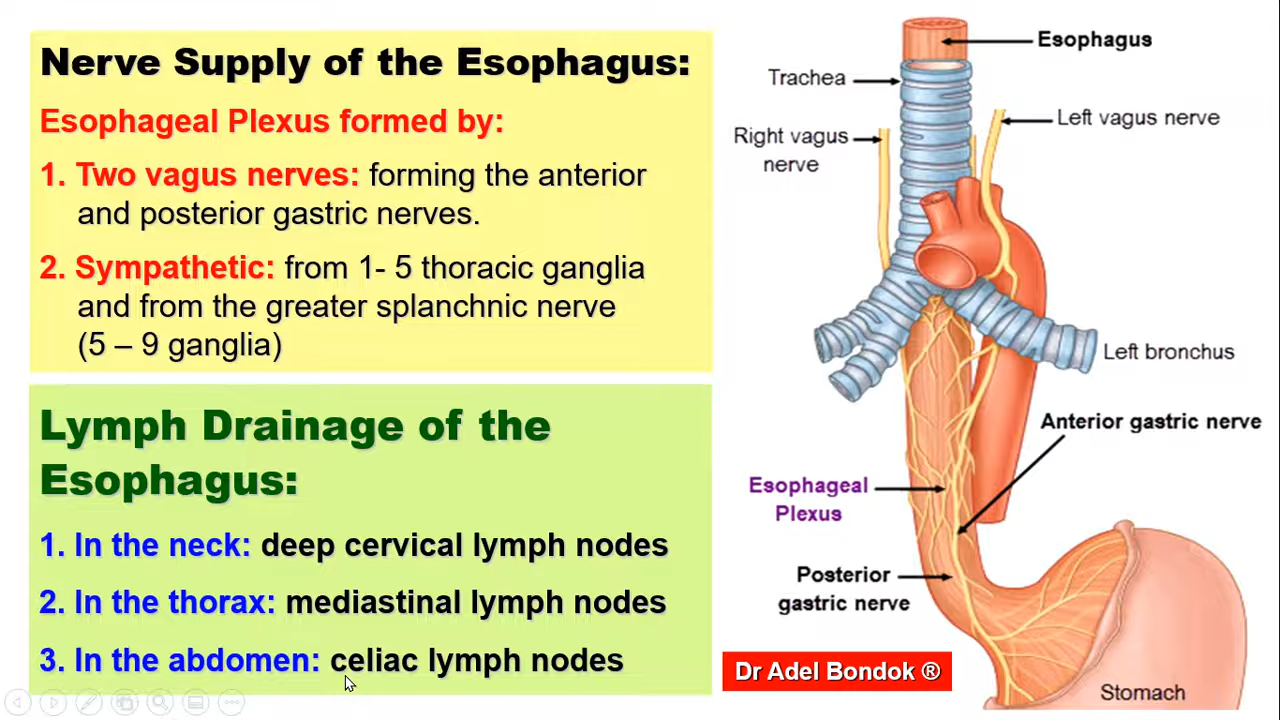 Nerve Supply of the Esophagus:
Esophageal Plexus formed by:
1. Two vagus nerves: forming the anterior
and posterior gastric nerves.
2. Sympathetic: from 1- 5 thoracic ganglia
and from the greater splanchnic nerve
(5 – 9 ganglia)
Lymph Drainage of the
Esophagus:
1. In the neck: deep cervical lymph nodes
2. In the thorax: mediastinal lymph nodes
3. In the abdomen: celiac lymph nodes
Esophagus
Trachea
Left vagus nerve
Right vagus
nerve
Left bronchus
Anterior gastric nerve
Esophageal
Plexus
Posterior
gastric nerve
Dr Adel Bondok ®
Stomach